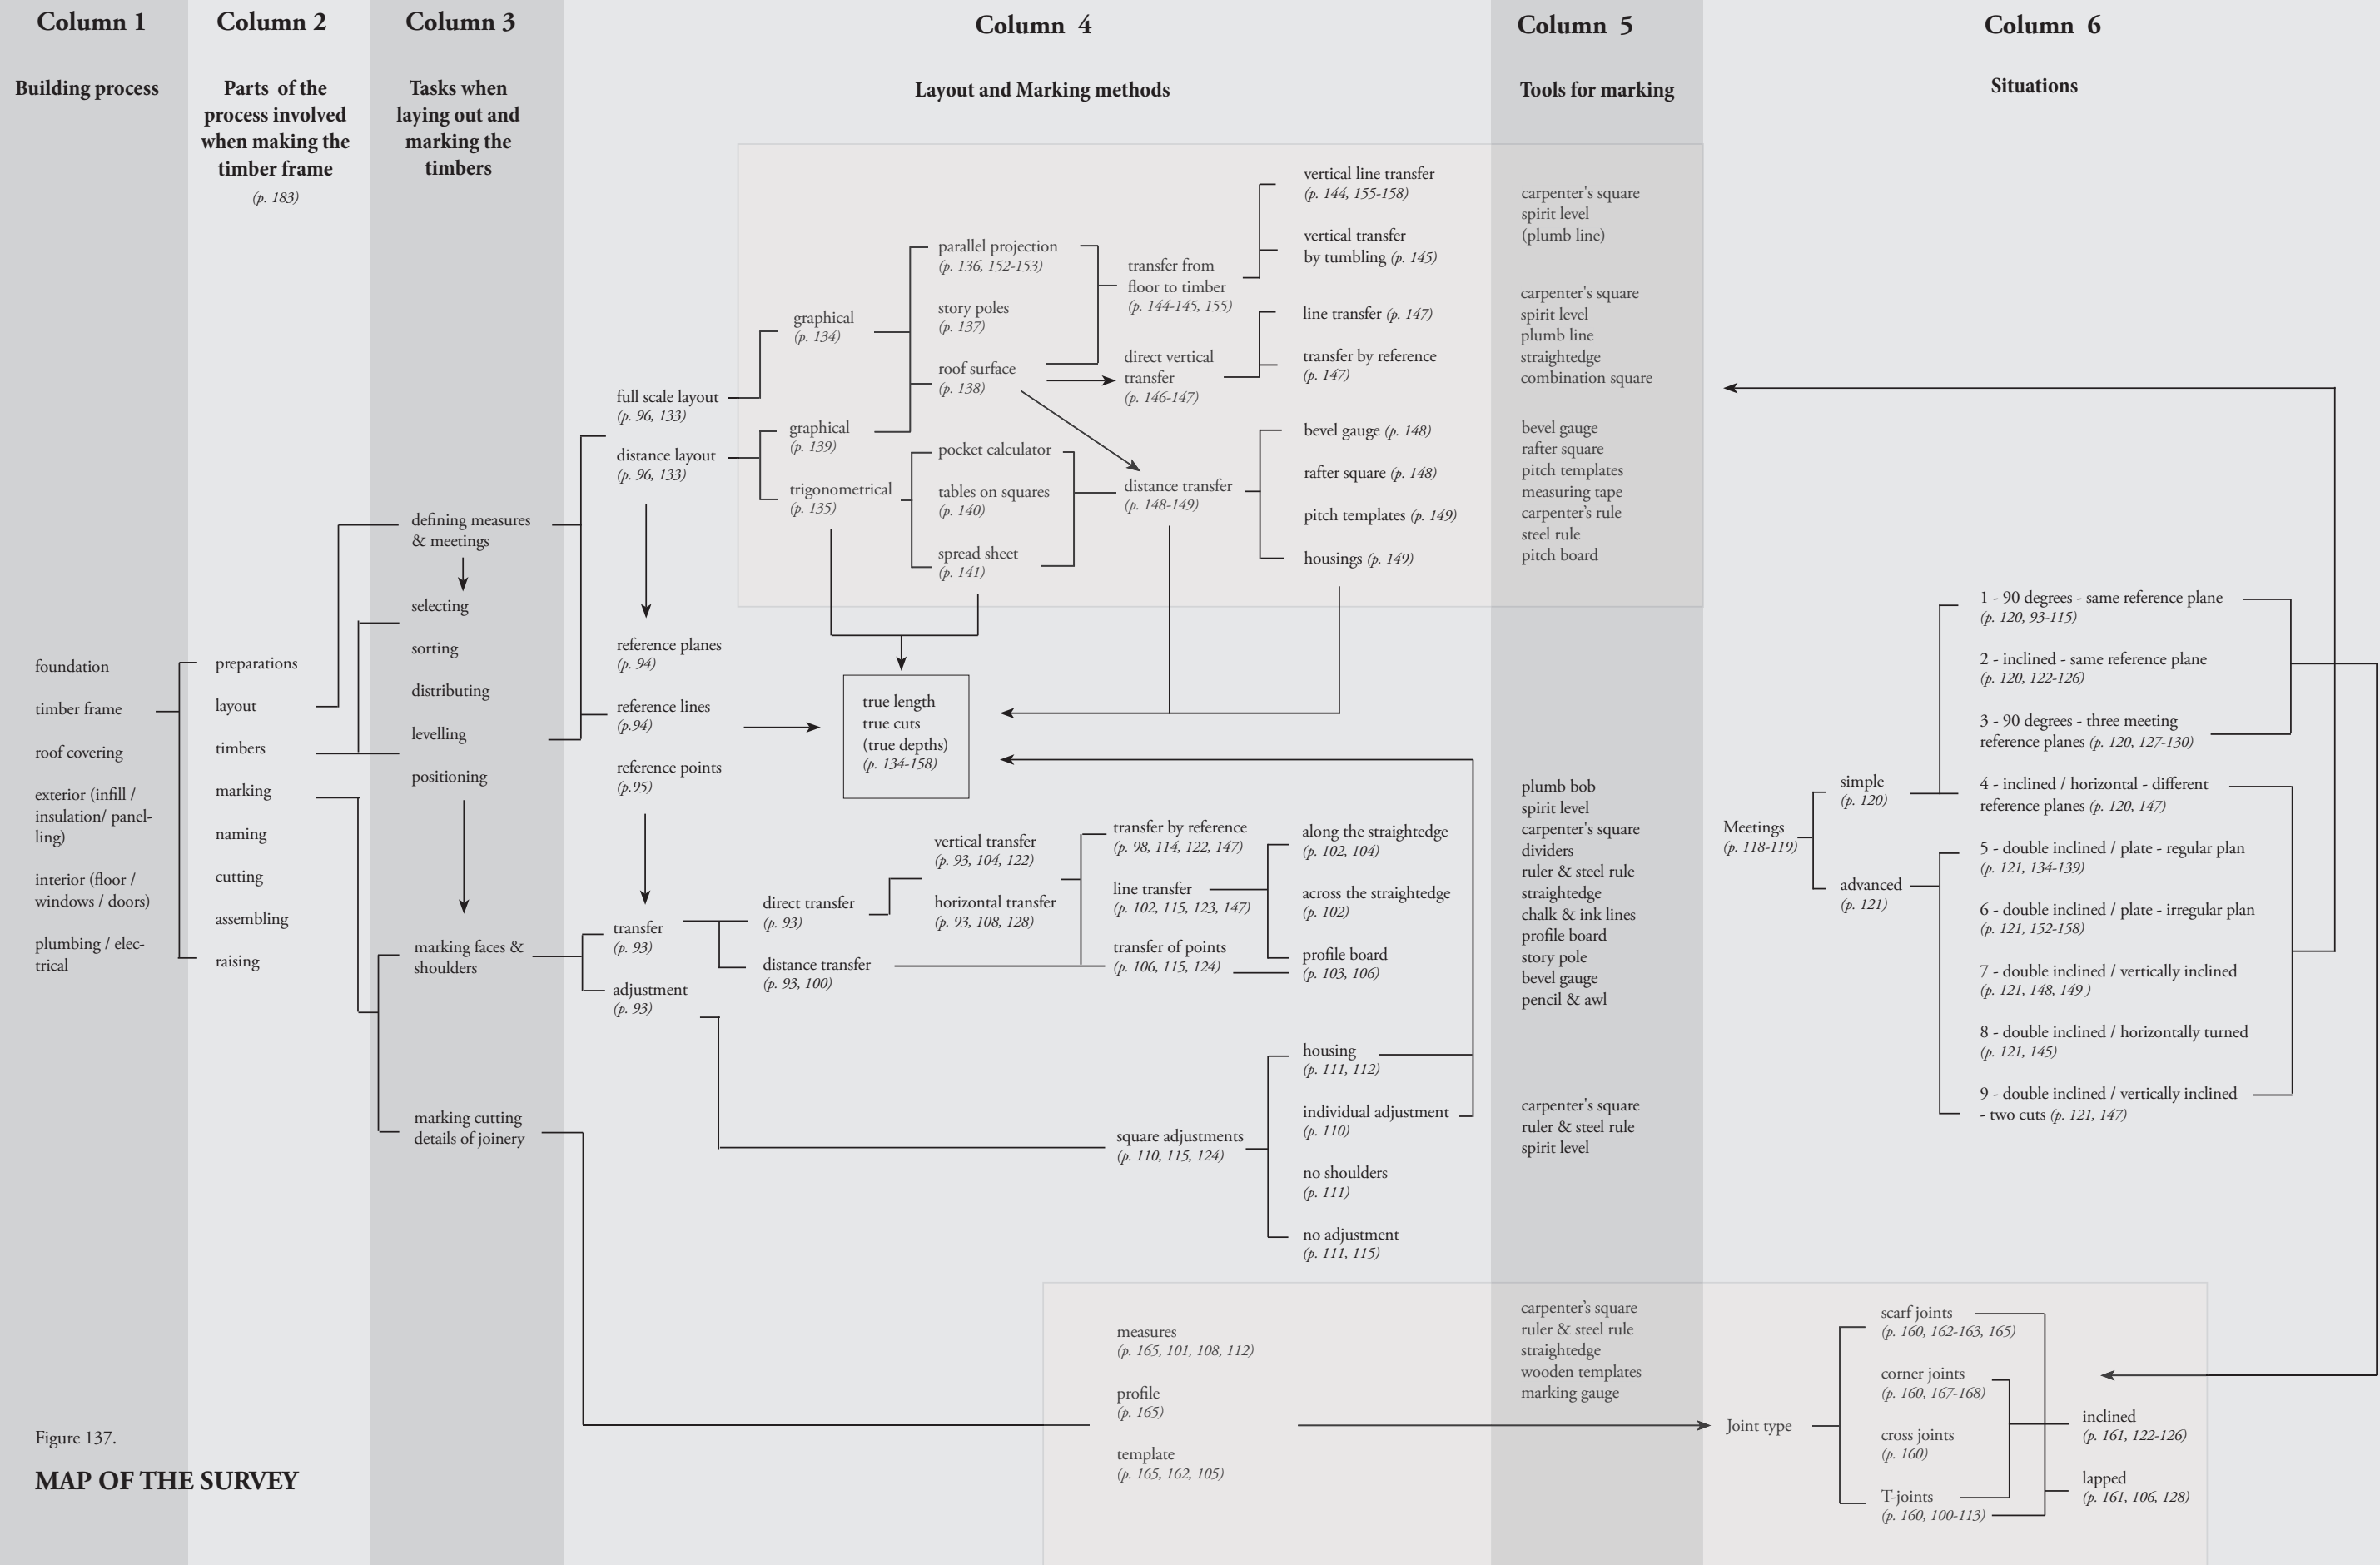 Column 1
Building process
foundation
timber frame
roof covering
exterior (infill /
insulation/ panel-
ling)
interior (floor /
windows / doors)
plumbing / elec-
trical
Column 2
Parts of the
process involved
when making the
timber frame
(p. 183)
preparations
layout
timbers
marking
naming
cutting
assembling
raising
Column 3
Tasks when
laying out and
marking the
timbers
defining measures
& meetings
selecting
sorting
distributing
levelling
positioning
marking faces &
shoulders
marking cutting
details of joinery
Column 4
Layout and Marking methods
full scale layout
(p. 96, 133)
distance layout
(p. 96, 133)
reference planes
(p. 94)
reference lines
(p.94)
reference points
(p.95)
transfer
(p. 93)
adjustment
(p. 93)
graphical
(p. 134)
graphical
(p. 139)
trigonometrical
(p. 135)
parallel projection
(p. 136, 152-153)
story poles
(p. 137)
roof surface
(p. 138)
pocket calculator
tables on squares
(p. 140)
spread sheet
(p. 141)
transfer from
floor to timber
(p. 144-145, 155)
direct vertical
transfer
(p. 146-147)
distance transfer
(p. 148-149)
vertical line transfer
(p. 144, 155-158)
vertical transfer
by tumbling (p. 145)
line transfer (p. 147)
transfer by reference
(p. 147)
bevel gauge (p. 148)
rafter square (p. 148)
pitch templates (p. 149)
housings (p. 149)
true length
true cuts
(true depths)
(p. 134-158)
direct transfer
(p. 93)
distance transfer
(p. 93, 100)
vertical transfer
(p. 93, 104, 122)
horizontal transfer
(p. 93, 108, 128)
transfer by reference
(p. 98, 114, 122, 147)
line transfer
(p. 102, 115, 123, 147)
transfer of points
(p. 106, 115, 124)
along the straightedge
(p. 102, 104)
across the straightedge
(p. 102)
profile board
(p. 103, 106)
square adjustments
(p. 110, 115, 124)
housing
(p. 111, 112)
individual adjustment
(p. 110)
no shoulders
(p. 111)
no adjustment
(p. 111, 115)
measures
(p. 165, 101, 108, 112)
profile
(p. 165)
template
(p. 165, 162, 105)
Column 5
Tools for marking
carpenter's square
spirit level
(plumb line)
carpenter's square
spirit level
plumb line
straightedge
combination square
bevel gauge
rafter square
pitch templates
measuring tape
carpenter's rule
steel rule
pitch board
plumb bob
spirit level
carpenter's square
dividers
ruler & steel rule
straightedge
chalk & ink lines
profile board
story pole
bevel gauge
pencil & awl
carpenter's square
ruler & steel rule
spirit level
carpenter's square
ruler & steel rule
straightedge
wooden templates
marking gauge
Column 6
Situations
Meetings
(p. 118-119)
simple
(p. 120)
advanced
(p. 121)
1 - 90 degrees - same reference plane
(p. 120, 93-115)
2 - inclined - same reference plane
(p. 120, 122-126)
3 - 90 degrees - three meeting
reference planes (p. 120, 127-130)
4 - inclined / horizontal - different
reference planes (p. 120, 147)
5 - double inclined / plate - regular plan
(p. 121, 134-139)
6 - double inclined / plate - irregular plan
(p. 121, 152-158)
7 - double inclined / vertically inclined
(p. 121, 148, 149 )
8 - double inclined / horizontally turned
(p. 121, 145)
9 - double inclined / vertically inclined
- two cuts (p. 121, 147)
Joint type
scarf joints
(p. 160, 162-163, 165)
corner joints
(p. 160, 167-168)
cross joints
(p. 160)
T-joints
(p. 160, 100-113)
inclined
(p. 161, 122-126)
lapped
(p. 161, 106, 128)
Figure 137.
MAP OF THE SURVEY